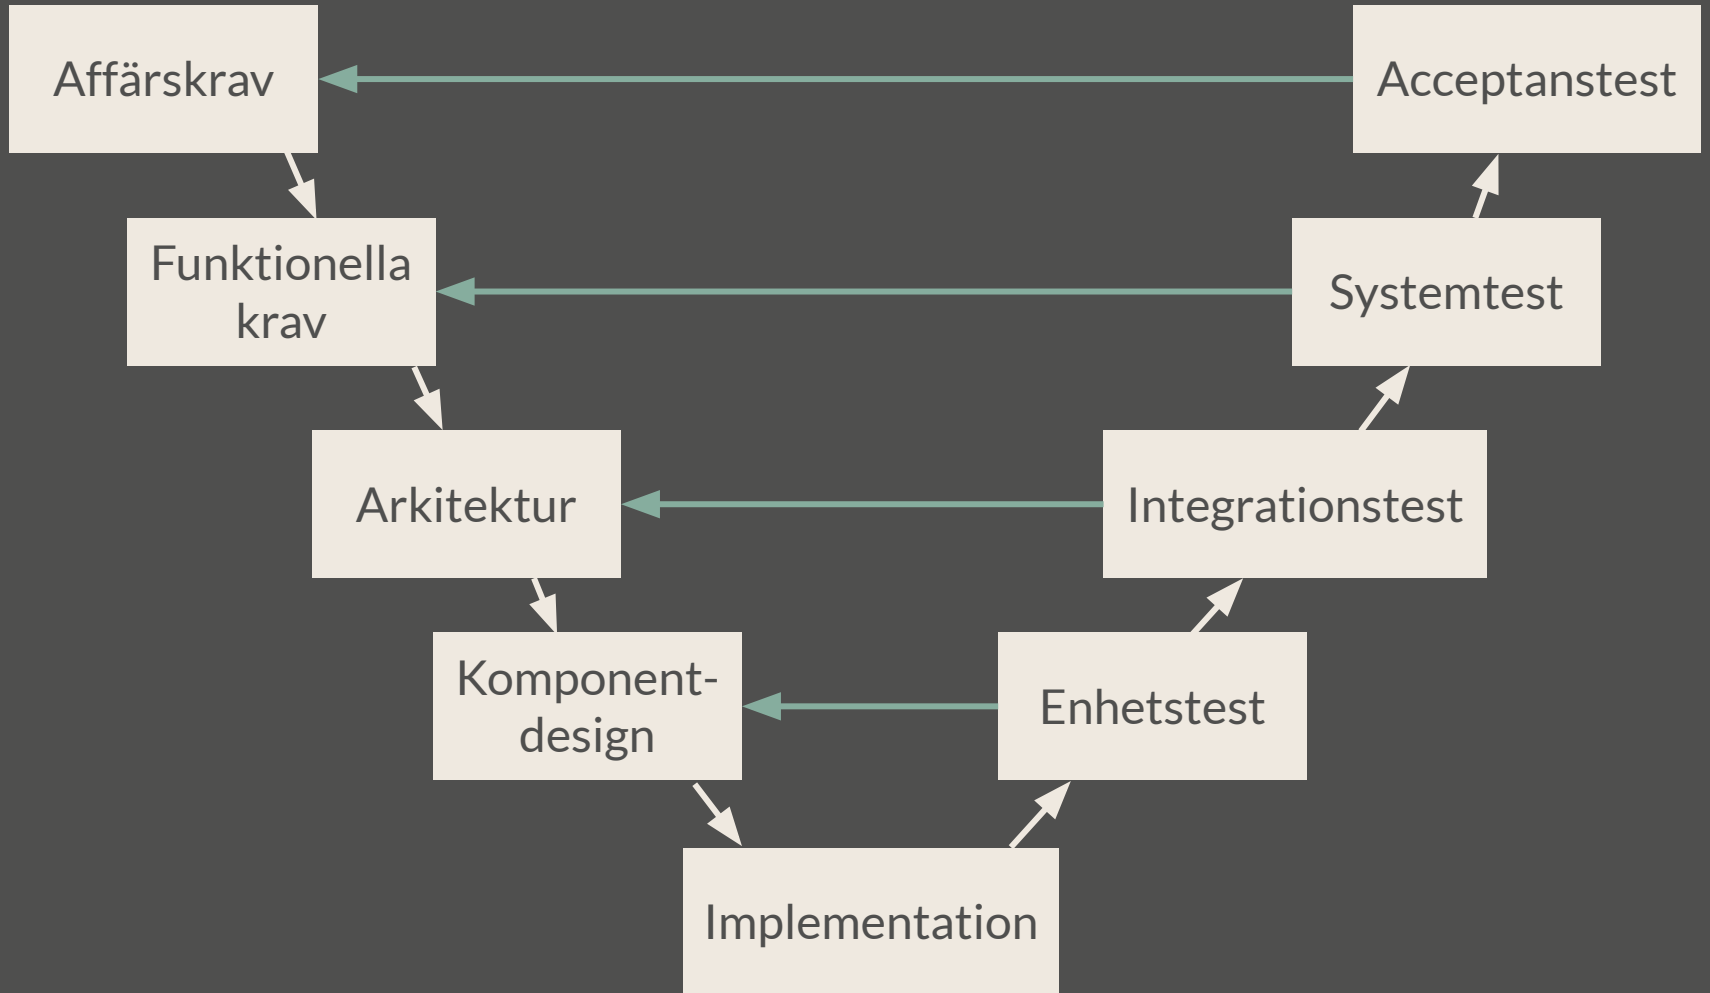 Affärskrav
Acceptanstest
Funktionella
krav
Systemtest
Arkitektur
Integrationstest
Komponent-
design
Enhetstest
Implementation